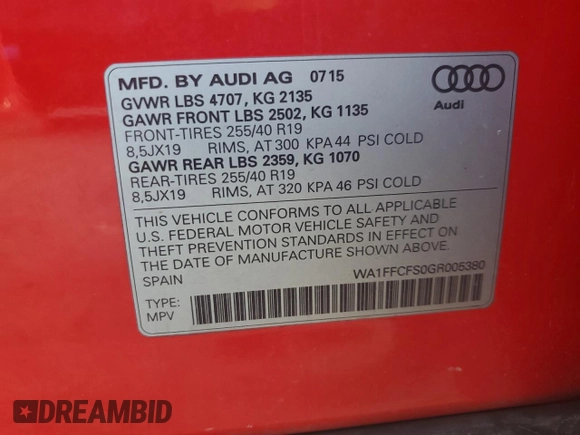 MFD. BY AUDI AG 07 15
GVWR LBS 4707, KG 2135
GAWR FRONT LBS 2502, KG 1135
FRONT-TIRES 255/40 R19
8,5JX19 RIMS, AT 300 KPA 44 PSI COLD
GAWR REAR LBS 2359, KG 1070
REAR-TIRES 255/40 R19
8,5JX19 RIMS, AT 320 KPA 46 PSI COLD
Audi
THIS VEHICLE CONFORMS TO ALL APPLICABLE
U.S. FEDERAL MOTOR VEHICLE SAFETY AND
THEFT PREVENTION STANDARDS IN EFFECT ON
THE DATE OF MANUFACTURE SHOWN ABOVE.
SPAIN
WA1FFCFS0GR005380
TYPE:
MPV
DREAMBID